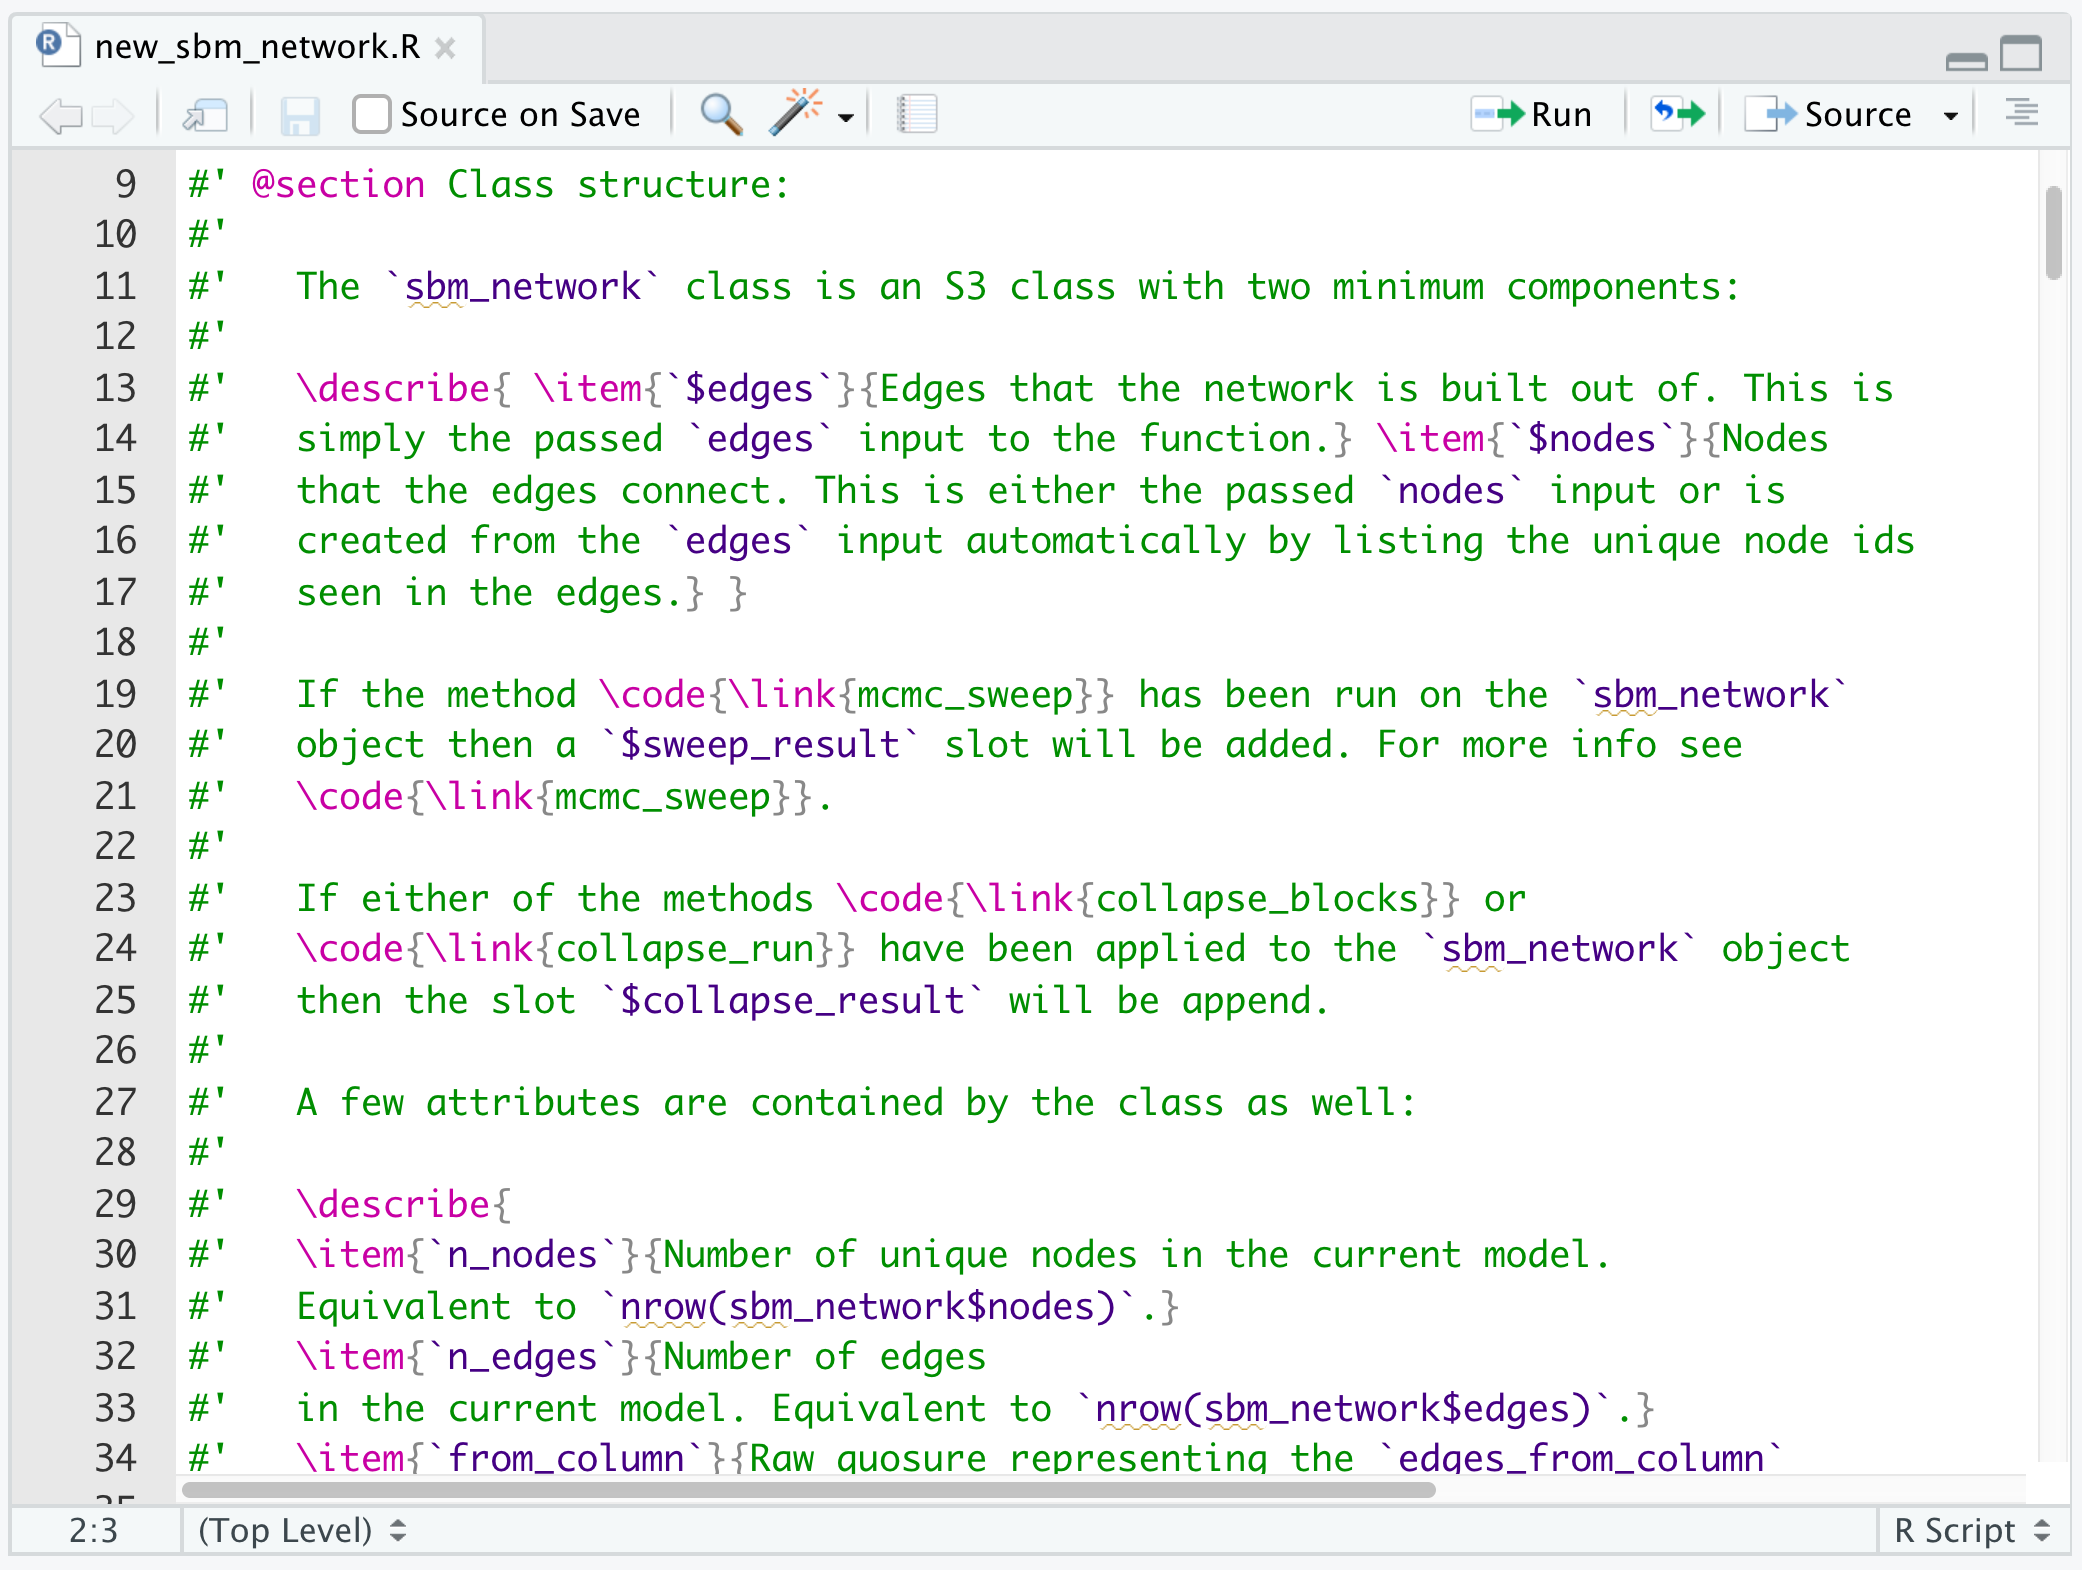 new_sbm_network.R
Source on Save Run Source
9 #' @section Class structure:
10 #'
11 #'   The `sbm_network` class is an S3 class with two minimum components:
12 #'
13 #'   \describe{ \item{`$edges`}{Edges that the network is built out of. This is
14 #'   simply the passed `edges` input to the function.} \item{`$nodes`}{Nodes
15 #'   that the edges connect. This is either the passed `nodes` input or is
16 #'   created from the `edges` input automatically by listing the unique node ids
17 #'   seen in the edges.} }
18 #'
19 #'   If the method \code{\link{mcmc_sweep}} has been run on the `sbm_network`
20 #'   object then a `$sweep_result` slot will be added. For more info see
21 #'   \code{\link{mcmc_sweep}}.
22 #'
23 #'   If either of the methods \code{\link{collapse_blocks}} or
24 #'   \code{\link{collapse_run}} have been applied to the `sbm_network` object
25 #'   then the slot `$collapse_result` will be append.
26 #'
27 #'   A few attributes are contained by the class as well:
28 #'
29 #'   \describe{
30 #'   \item{`n_nodes`}{Number of unique nodes in the current model.
31 #'   Equivalent to `nrow(sbm_network$nodes)`.}
32 #'   \item{`n_edges`}{Number of edges
33 #'   in the current model. Equivalent to `nrow(sbm_network$edges)`.}
34 #'   \item{`from_column`}{Raw quosure representing the `edges_from_column`
2:3 (Top Level) R Script